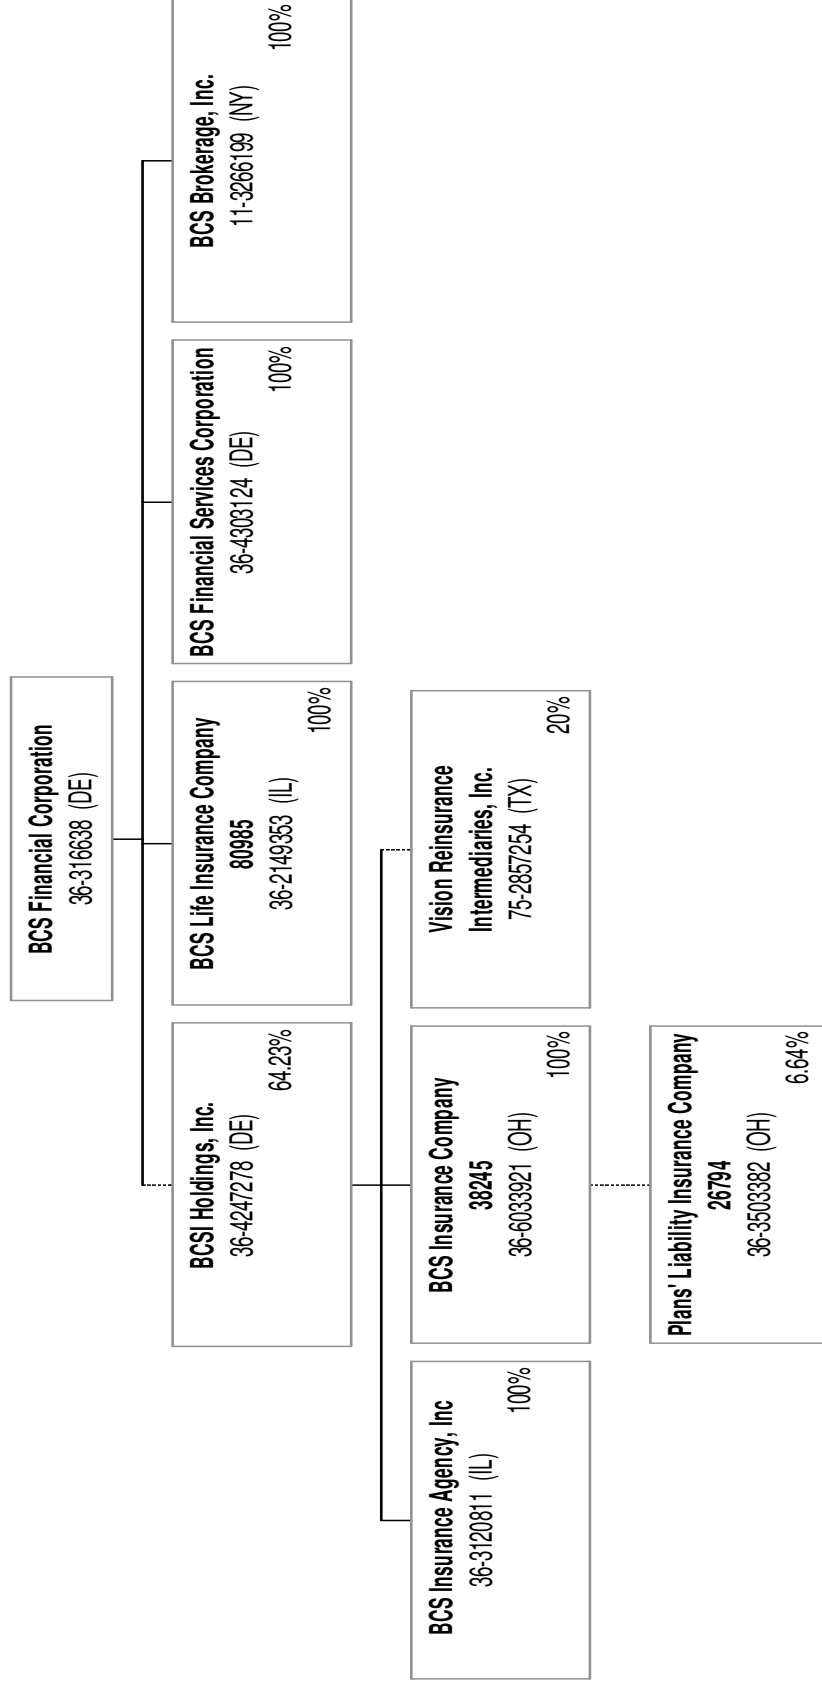 BCS Financial Corporation
36-316638 (DE)
BCSI Holdings, Inc.
36-4247278 (DE)
64.23%
BCS Life Insurance Company
80985
36-2149353 (IL)
100%
BCS Financial Services Corporation
36-4303124 (DE)
100%
BCS Brokerage, Inc.
11-3266199 (NY)
100%
BCS Insurance Agency, Inc
36-3120811 (IL)
100%
BCS Insurance Company
38245
36-6033921 (OH)
100%
Vision Reinsurance
Intermediaries, Inc.
75-2857254 (TX)
20%
Plans' Liability Insurance Company
26794
36-3503382 (OH)
6.64%